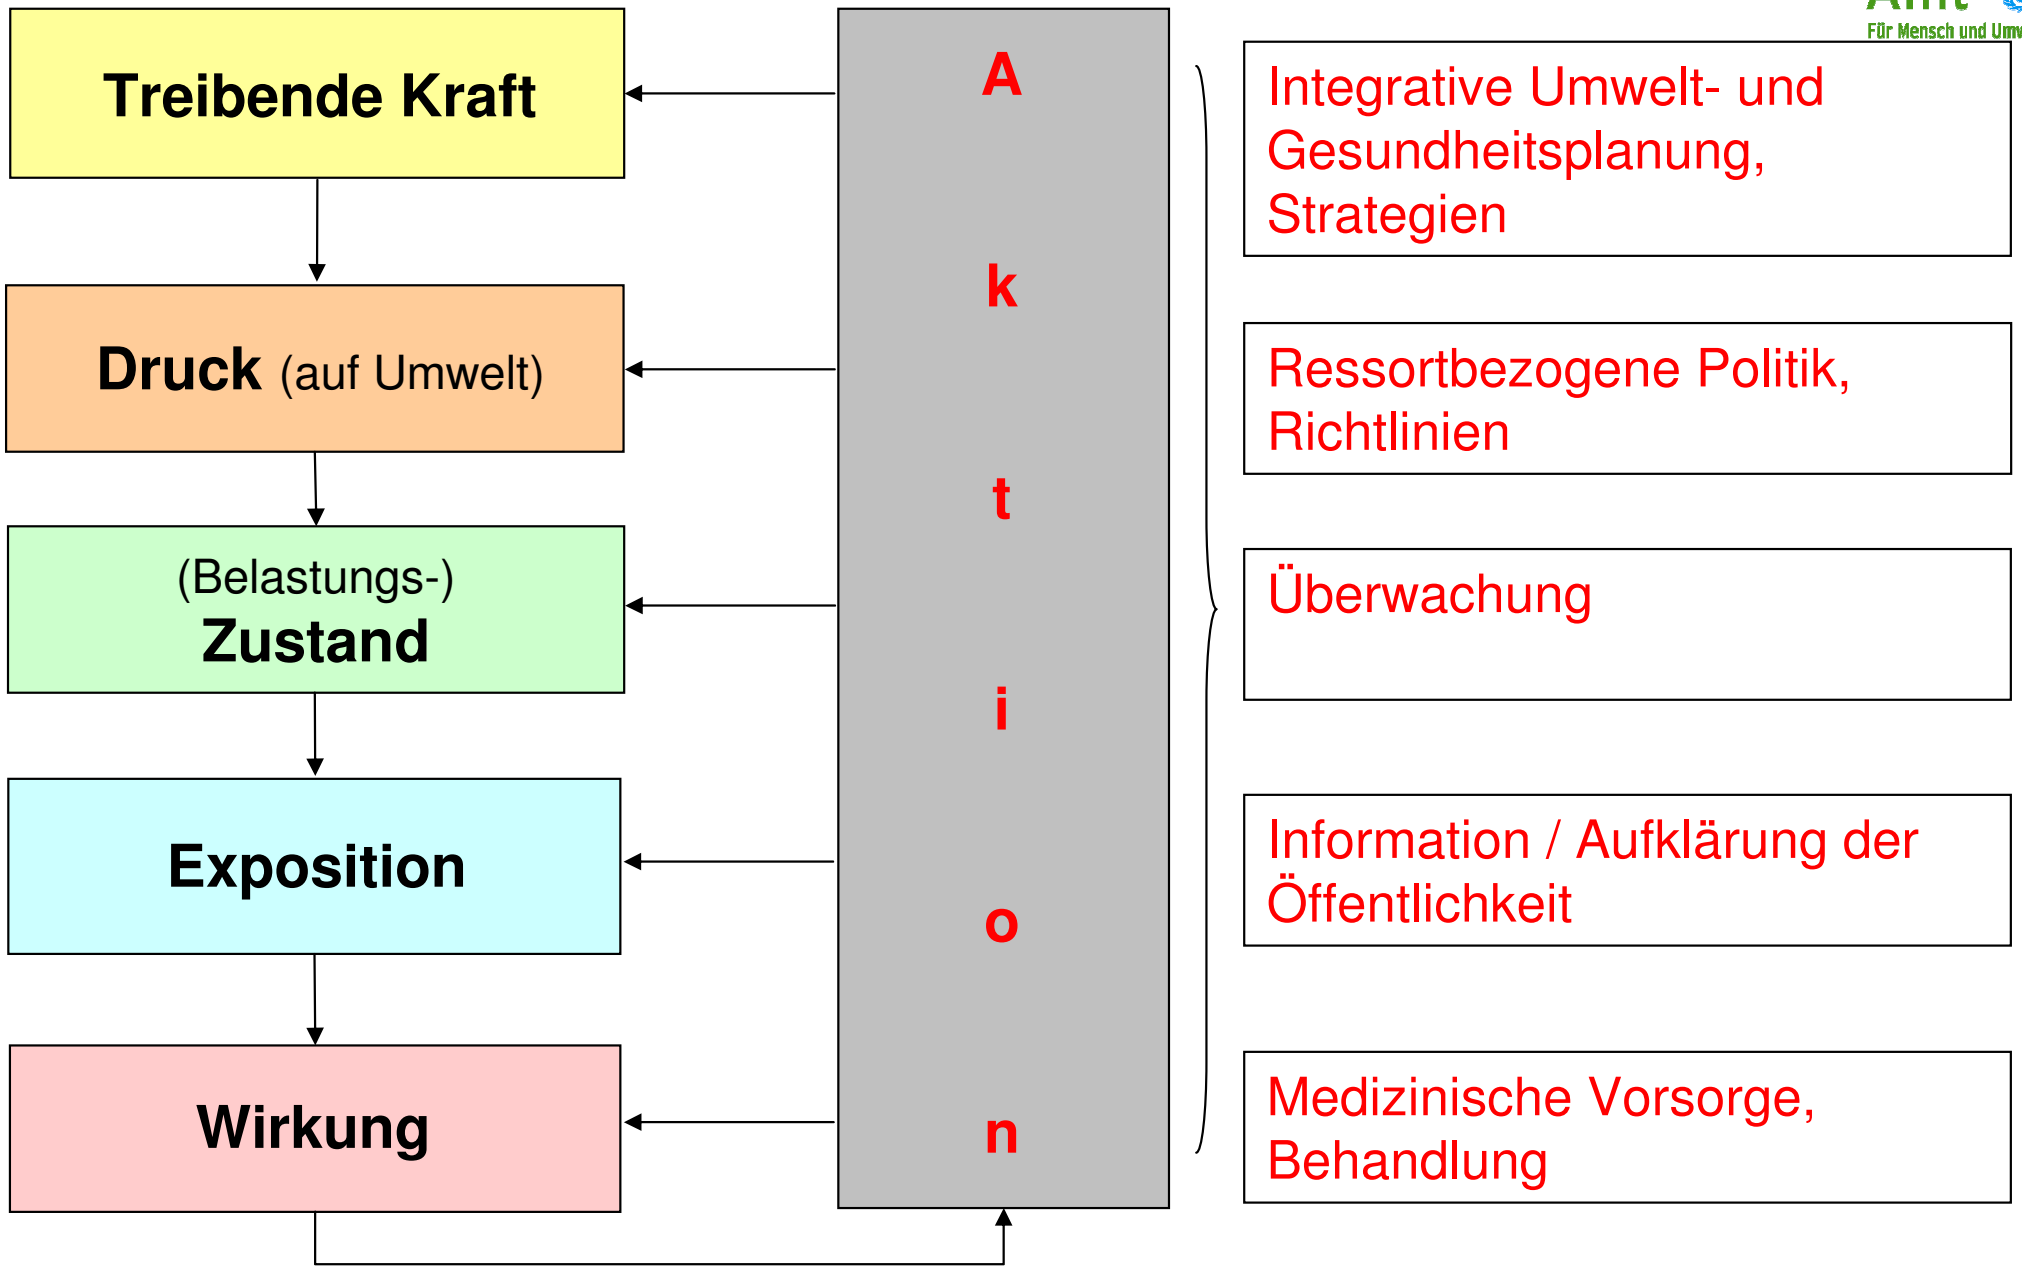 Für Mensch und
Treibende Kraft
Druck (auf Umwelt)
(Belastungs-)
Zustand
Exposition
Wirkung
A
k
t
i
o
n
Integrative Umwelt- und
Gesundheitsplanung,
Strategien
Ressortbezogene Politik,
Richtlinien
Überwachung
Information / Aufklärung der
Öffentlichkeit
Medizinische Vorsorge,
Behandlung